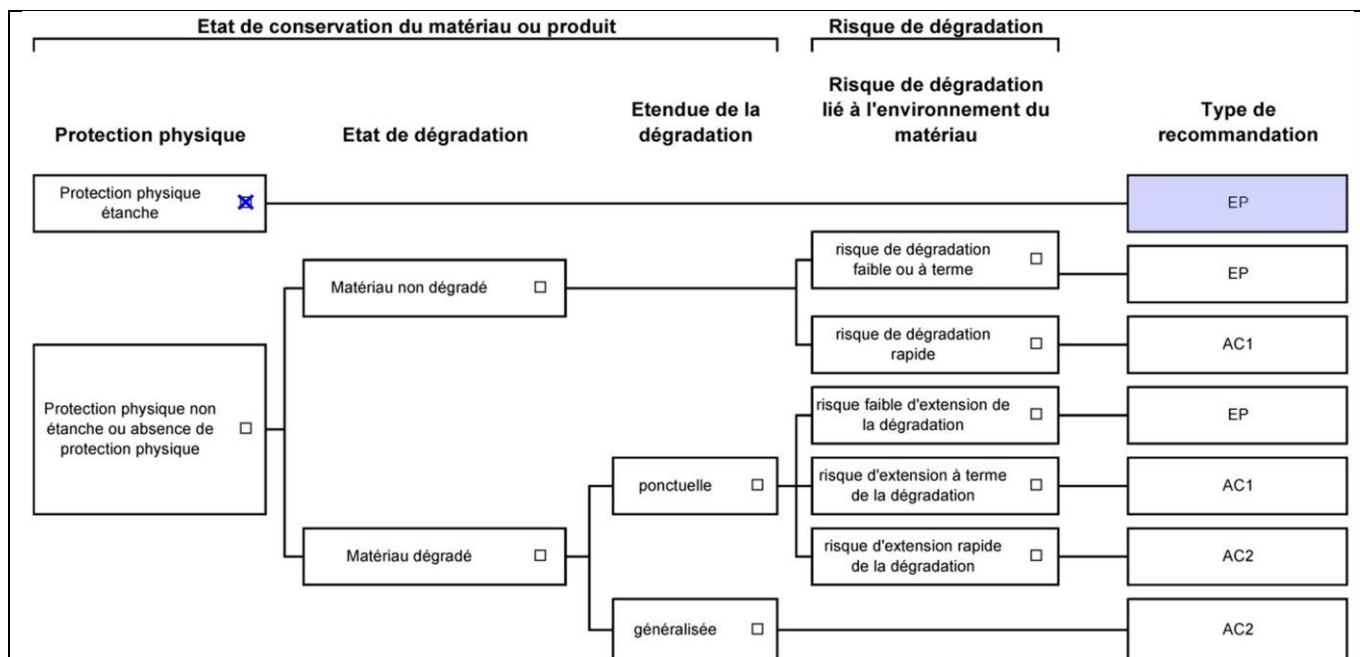 Etat de conservation du matériau ou produit
Risque de dégradation
Protection physique
Etat de dégradation
Etendue de la
dégradation
Risque de dégradation
lié à l'environnement du
matériau
Type de
recommandation
Protection physique
étanche
EP
Matériau non dégradé
risque de dégradation
faible ou à terme
EP
risque de dégradation
rapide
AC1
Protection physique non
étanche ou absence de
protection physique
risque faible d'extension de
la dégradation
EP
ponctuelle
risque d'extension à terme
de la dégradation
AC1
Matériau dégradé
risque d'extension rapide
de la dégradation
AC2
généralisée
AC2